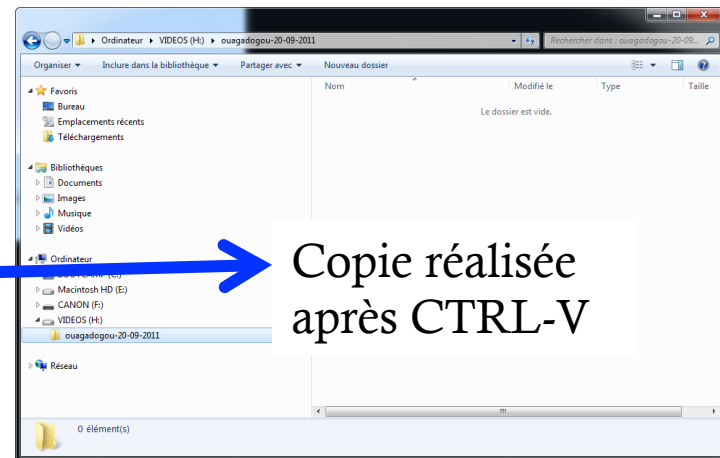 Ordinateur ▸ VIDEOS (H:) ▸ ouagadogou-20-09-2011
Rechercher dans : ouagadogou-20-09...
Organiser Inclure dans la bibliothèque Partager avec Nouveau dossier
Favoris
Bureau
Emplacements récents
Téléchargements
Bibliothèques
Documents
Images
Musique
Vidéos
Ordinateur
Macintosh HD (E:)
CANON (F:)
VIDEOS (H:)
ouagadogou-20-09-2011
Réseau
Nom Modifié le Type Taille
Le dossier est vide.
Copie réalisée
après CTRL-V
0 élément(s)